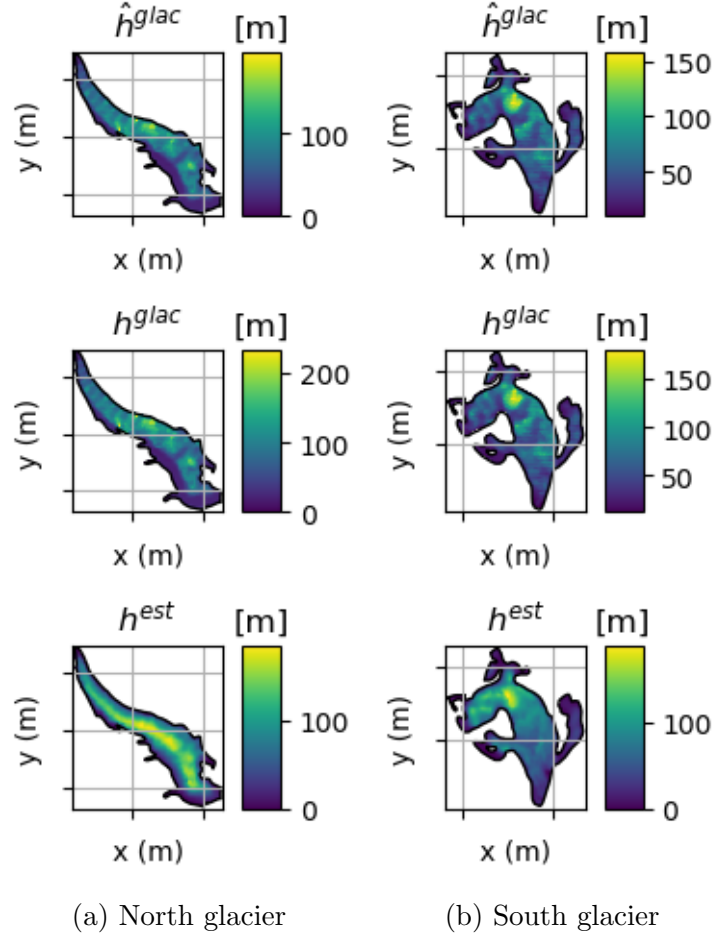 ĥ^{glac} [m] ĥ^{glac} [m]
y (m) 100 0 y (m) 150 100 50
x (m) x (m)
h^{glac} [m] h^{glac} [m]
y (m) 200 100 0 y (m) 150 100 50
x (m) x (m)
h^{est} [m] h^{est} [m]
y (m) 100 0 y (m) 100 0
x (m) x (m)
(a) North glacier (b) South glacier